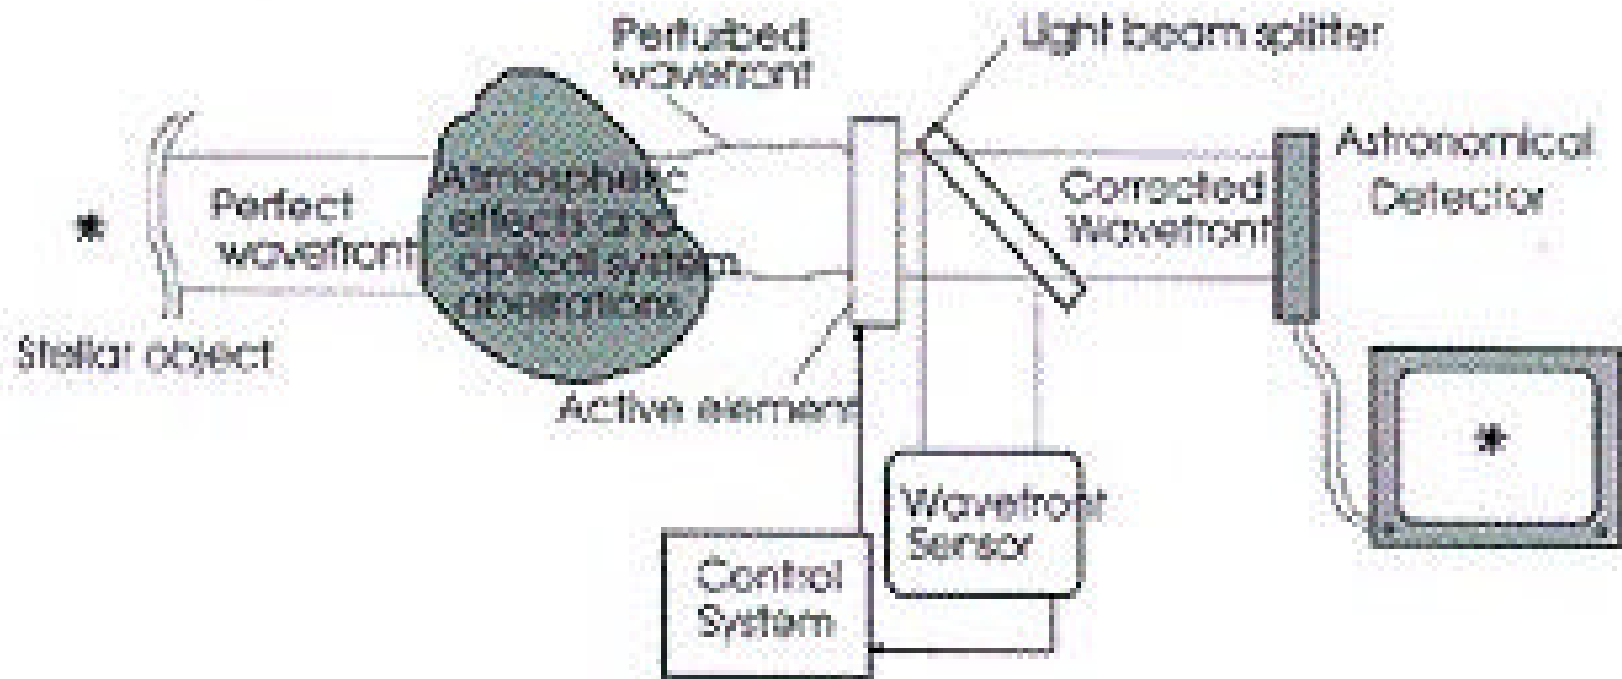 Perturbed
wavefront
Light beam splitter
Astronomical
Detector
Perfect
wavefront
Atmospheric
effects and
optical system
aberrations
Corrected
Wavefront
Stellar object
Active element
Wavefront
Sensor
Control
System